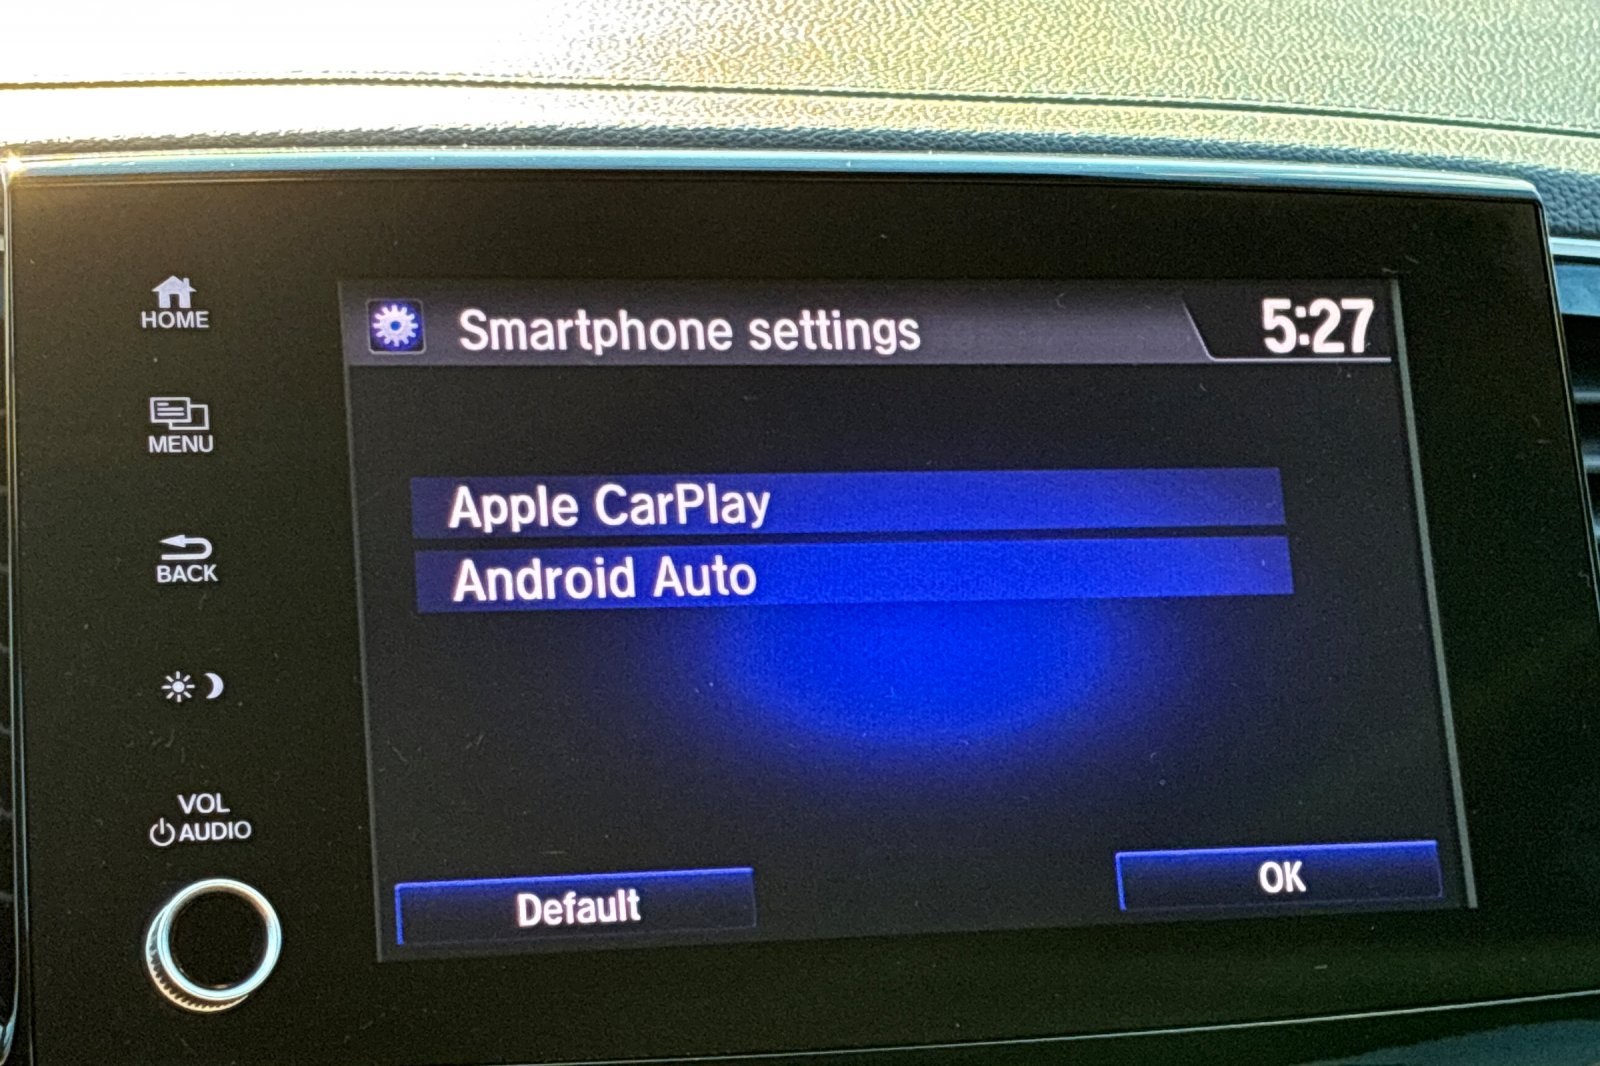 HOME
MENU
BACK
VOL
AUDIO
Smartphone settings
5:27
Apple CarPlay
Android Auto
Default
OK